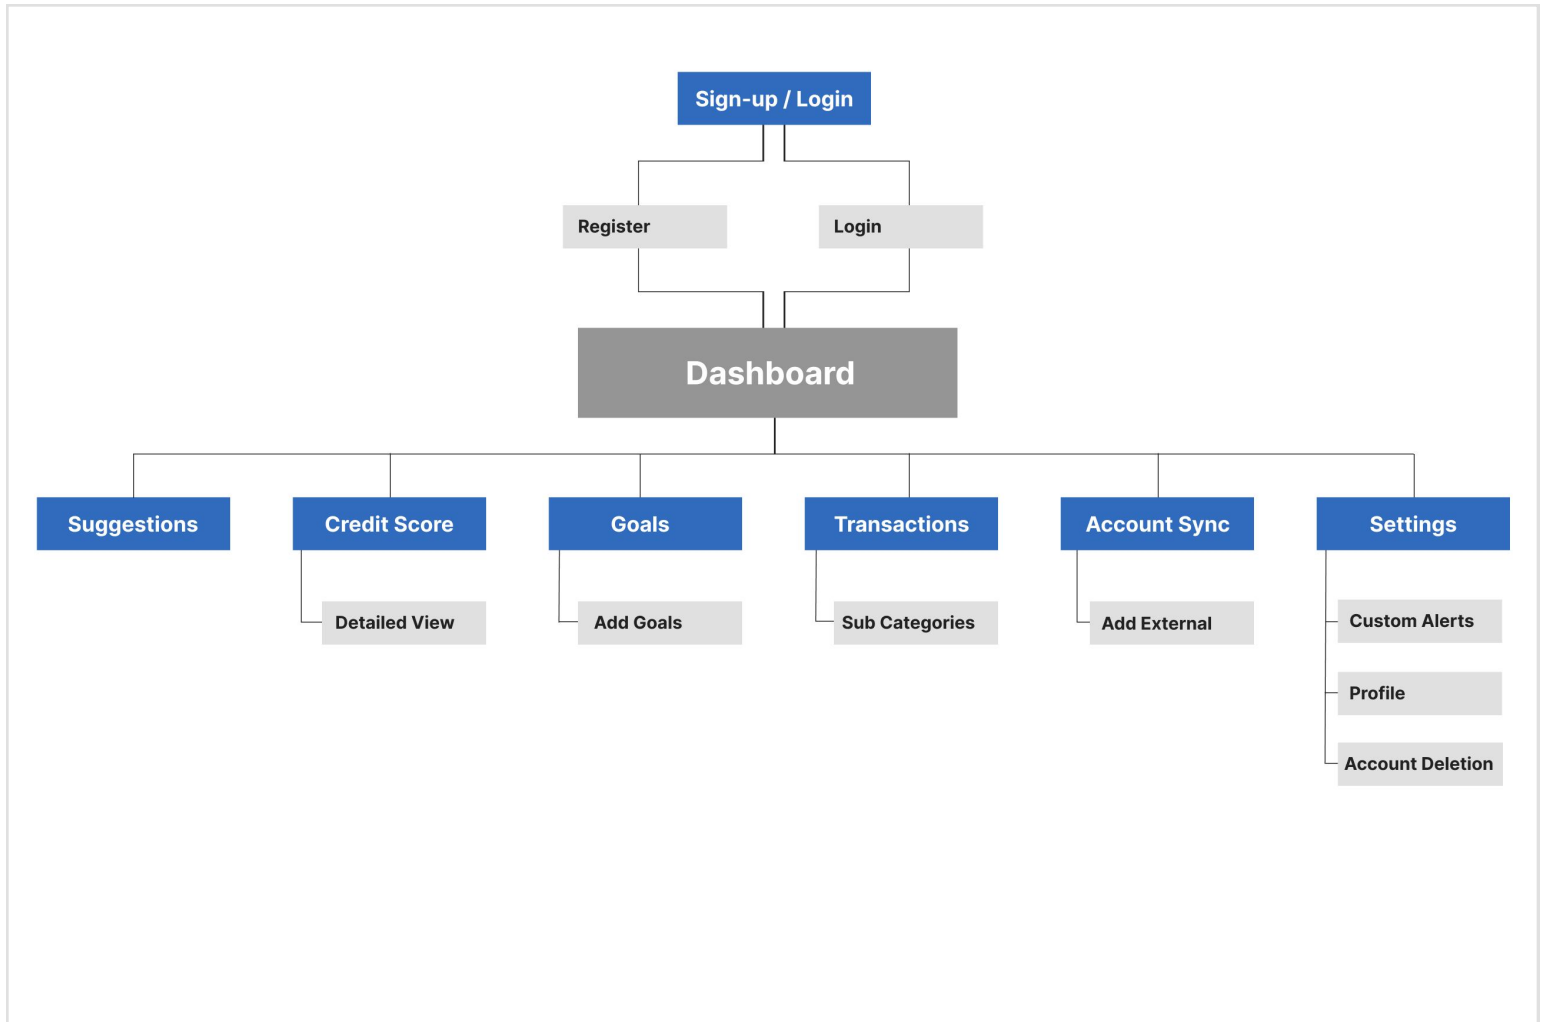 Sign-up / Login
Register
Login
Dashboard
Suggestions
Credit Score
Goals
Transactions
Account Sync
Settings
Detailed View
Add Goals
Sub Categories
Add External
Custom Alerts
Profile
Account Deletion